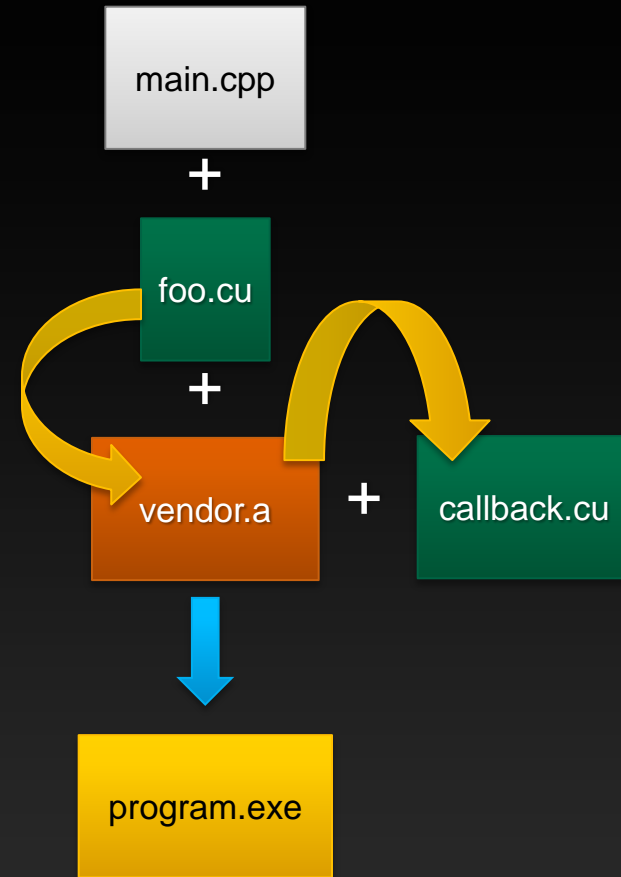 main.cpp
+
foo.cu
+
vendor.a
+
callback.cu
program.exe